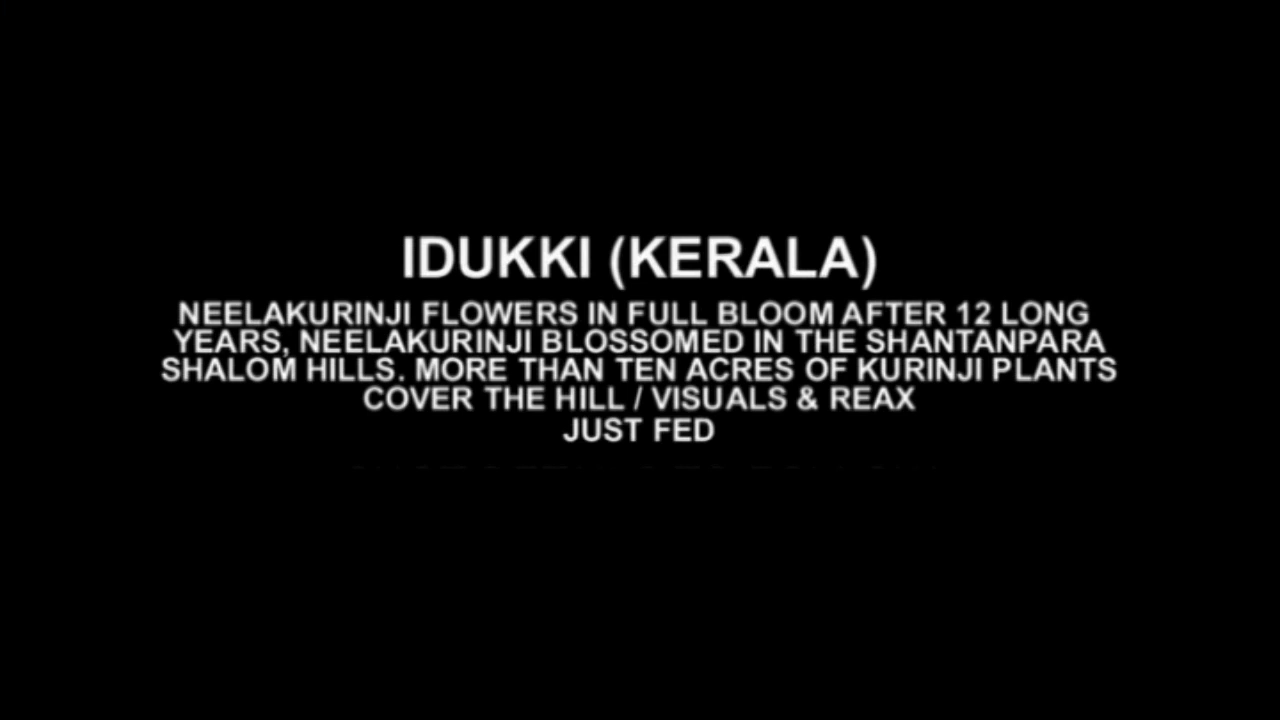 IDUKKI (KERALA)
NEELAKURINJI FLOWERS IN FULL BLOOM AFTER 12 LONG
YEARS, NEELAKURINJI BLOSSOMED IN THE SHANTANPARA
SHALOM HILLS. MORE THAN TEN ACRES OF KURINJI PLANTS
COVER THE HILL / VISUALS & REAX
JUST FED